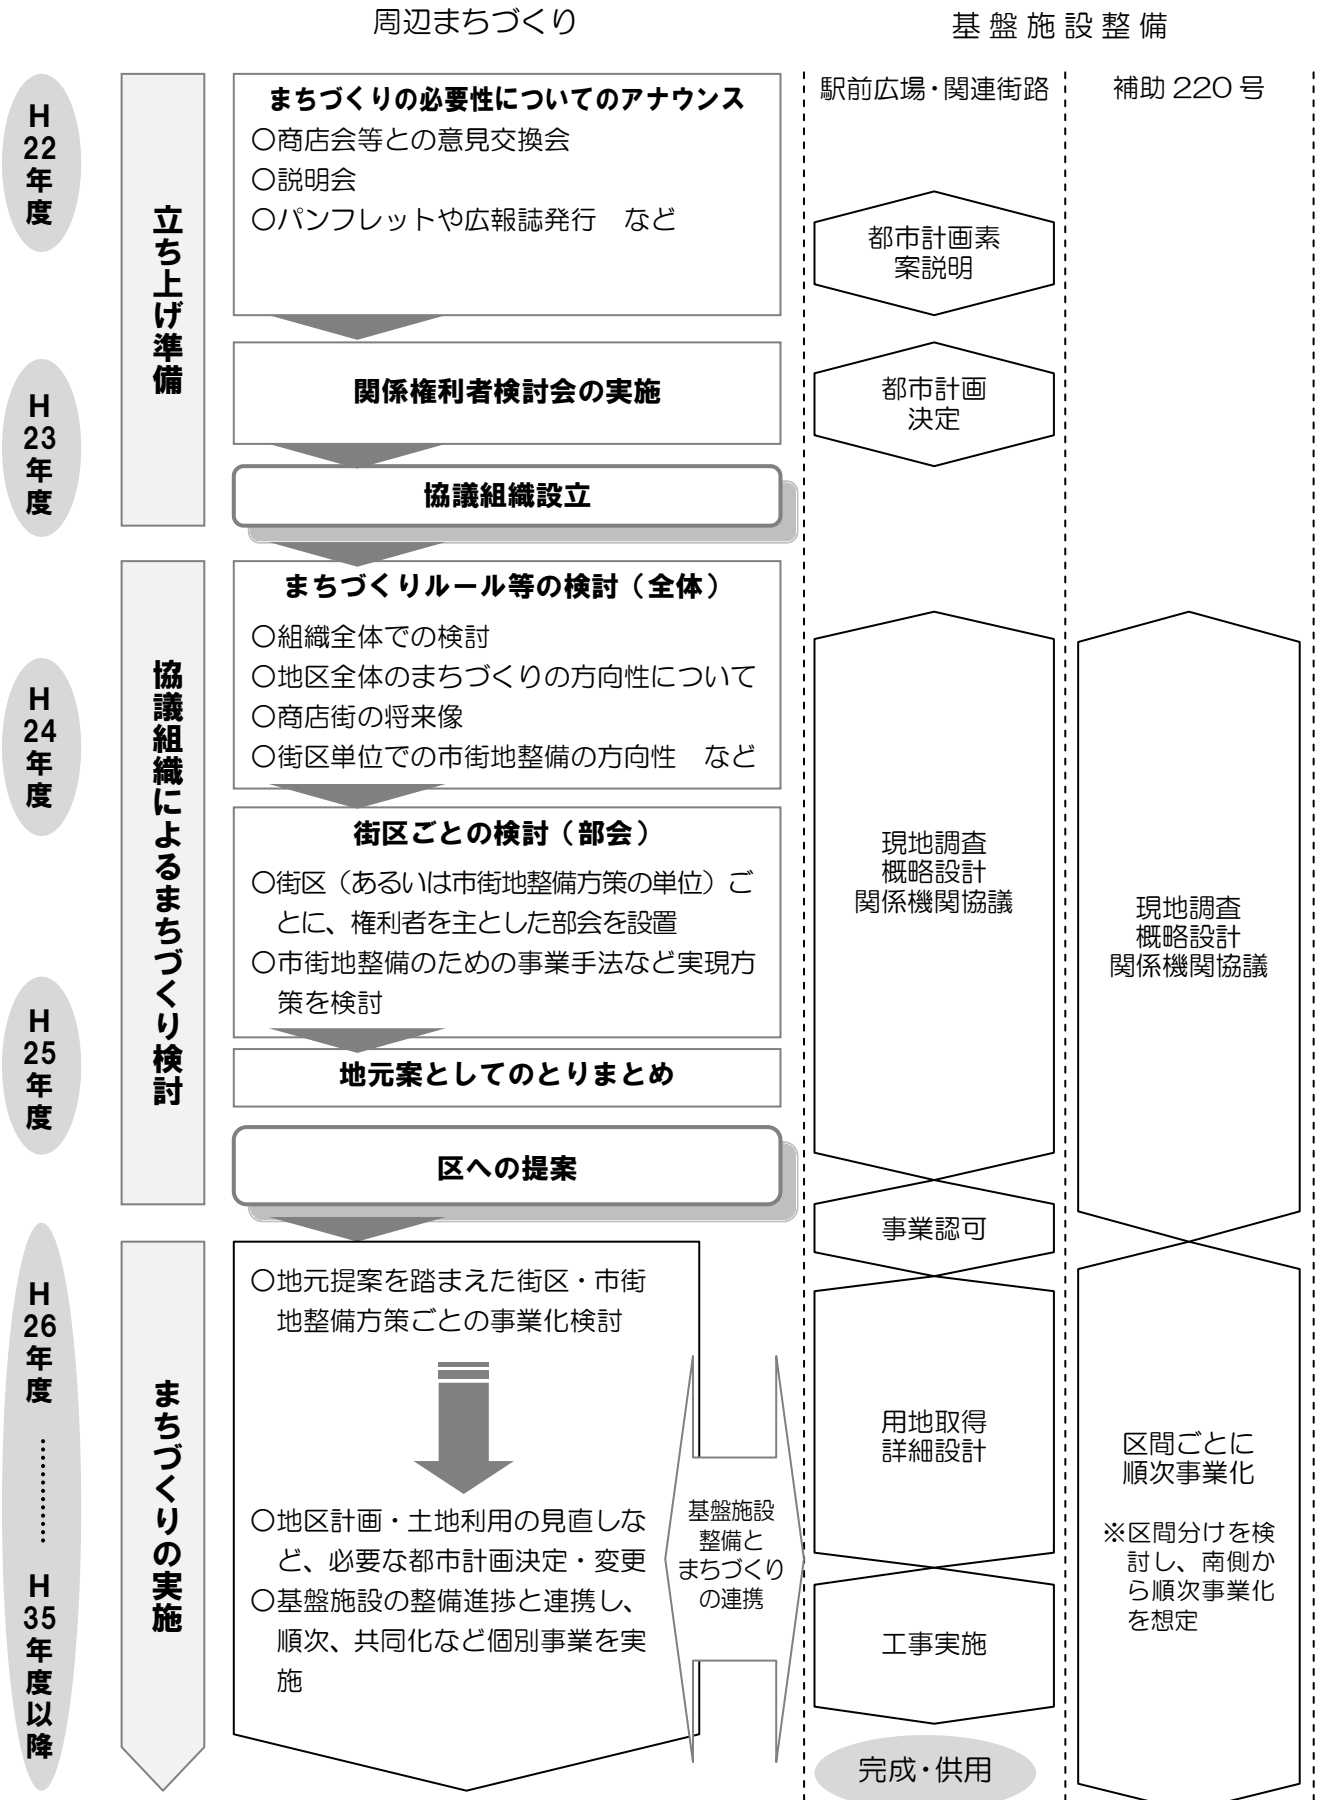 周辺まちづくり
基盤施設整備
駅前広場・関連街路
補助220号
H
22
年
度
H
23
年
度
H
24
年
度
H
25
年
度
H
26
年
度
………
H
35
年
度
以
降
立ち上げ準備
協議組織によるまちづくり検討
まちづくりの実施
まちづくりの必要性についてのアナウンス
○商店会等との意見交換会
○説明会
○パンフレットや広報誌発行　など
関係権利者検討会の実施
協議組織設立
まちづくりルール等の検討（全体）
○組織全体での検討
○地区全体のまちづくりの方向性について
○商店街の将来像
○街区単位での市街地整備の方向性　など
街区ごとの検討（部会）
○街区（あるいは市街地整備方策の単位）ご
とに、権利者を主とした部会を設置
○市街地整備のための事業手法など実現方
策を検討
地元案としてのとりまとめ
区への提案
○地元提案を踏まえた街区・市街
地整備方策ごとの事業化検討
○地区計画・土地利用の見直しな
ど、必要な都市計画決定・変更
○基盤施設の整備進捗と連携し、
順次、共同化など個別事業を実
施
基盤施設
整備と
まちづくり
の連携
都市計画素
案説明
都市計画
決定
現地調査
概略設計
関係機関協議
事業認可
用地取得
詳細設計
工事実施
完成・供用
現地調査
概略設計
関係機関協議
区間ごとに
順次事業化
※区間分けを検
討し、南側か
ら順次事業化
を想定